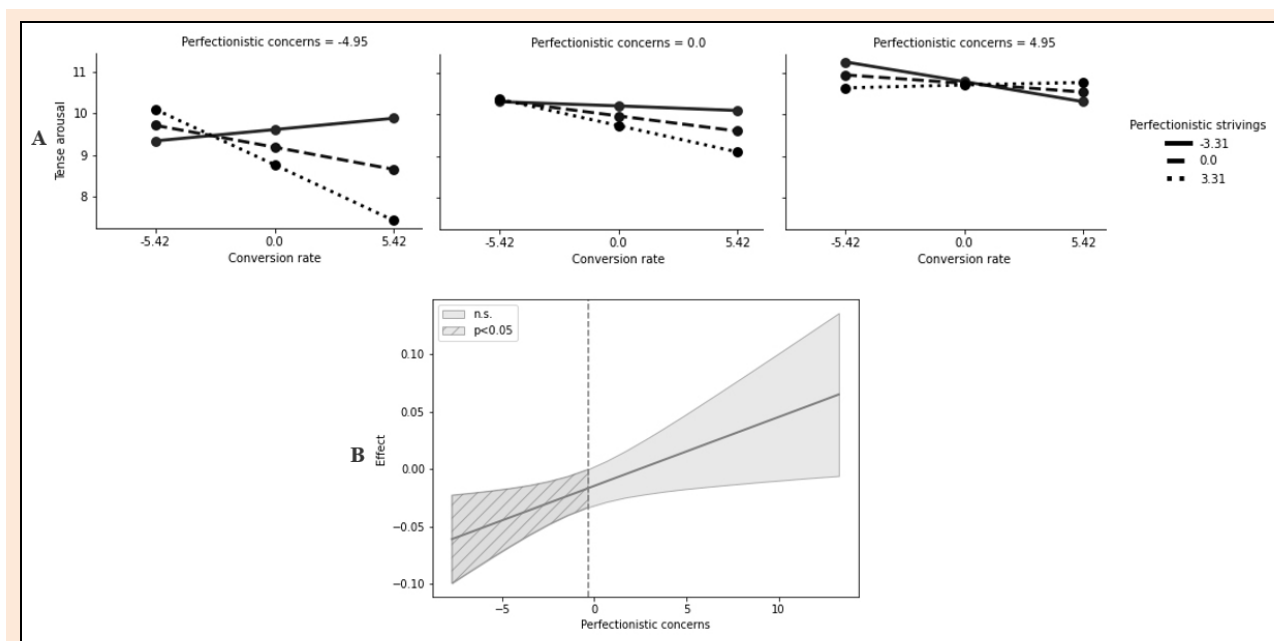 Perfectionistic concerns = -4.95
Perfectionistic concerns = 0.0
Perfectionistic concerns = 4.95
A
Tense arousal
11
10
9
8
-5.42
0.0
5.42
Conversion rate
-5.42
0.0
5.42
Conversion rate
-5.42
0.0
5.42
Conversion rate
Perfectionistic strivings
-3.31
0.0
3.31
B
Effect
n.s.
p<0.05
0.10
0.05
0.00
−0.05
−0.10
−5
0
5
10
Perfectionistic concerns